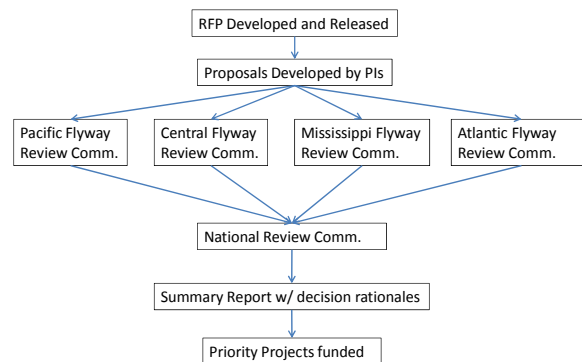 RFP Developed and Released
Proposals Developed by PIs
Pacific Flyway
Review Comm.
Central Flyway
Review Comm.
Mississippi Flyway
Review Comm.
Atlantic Flyway
Review Comm.
National Review Comm.
Summary Report w/ decision rationales
Priority Projects funded